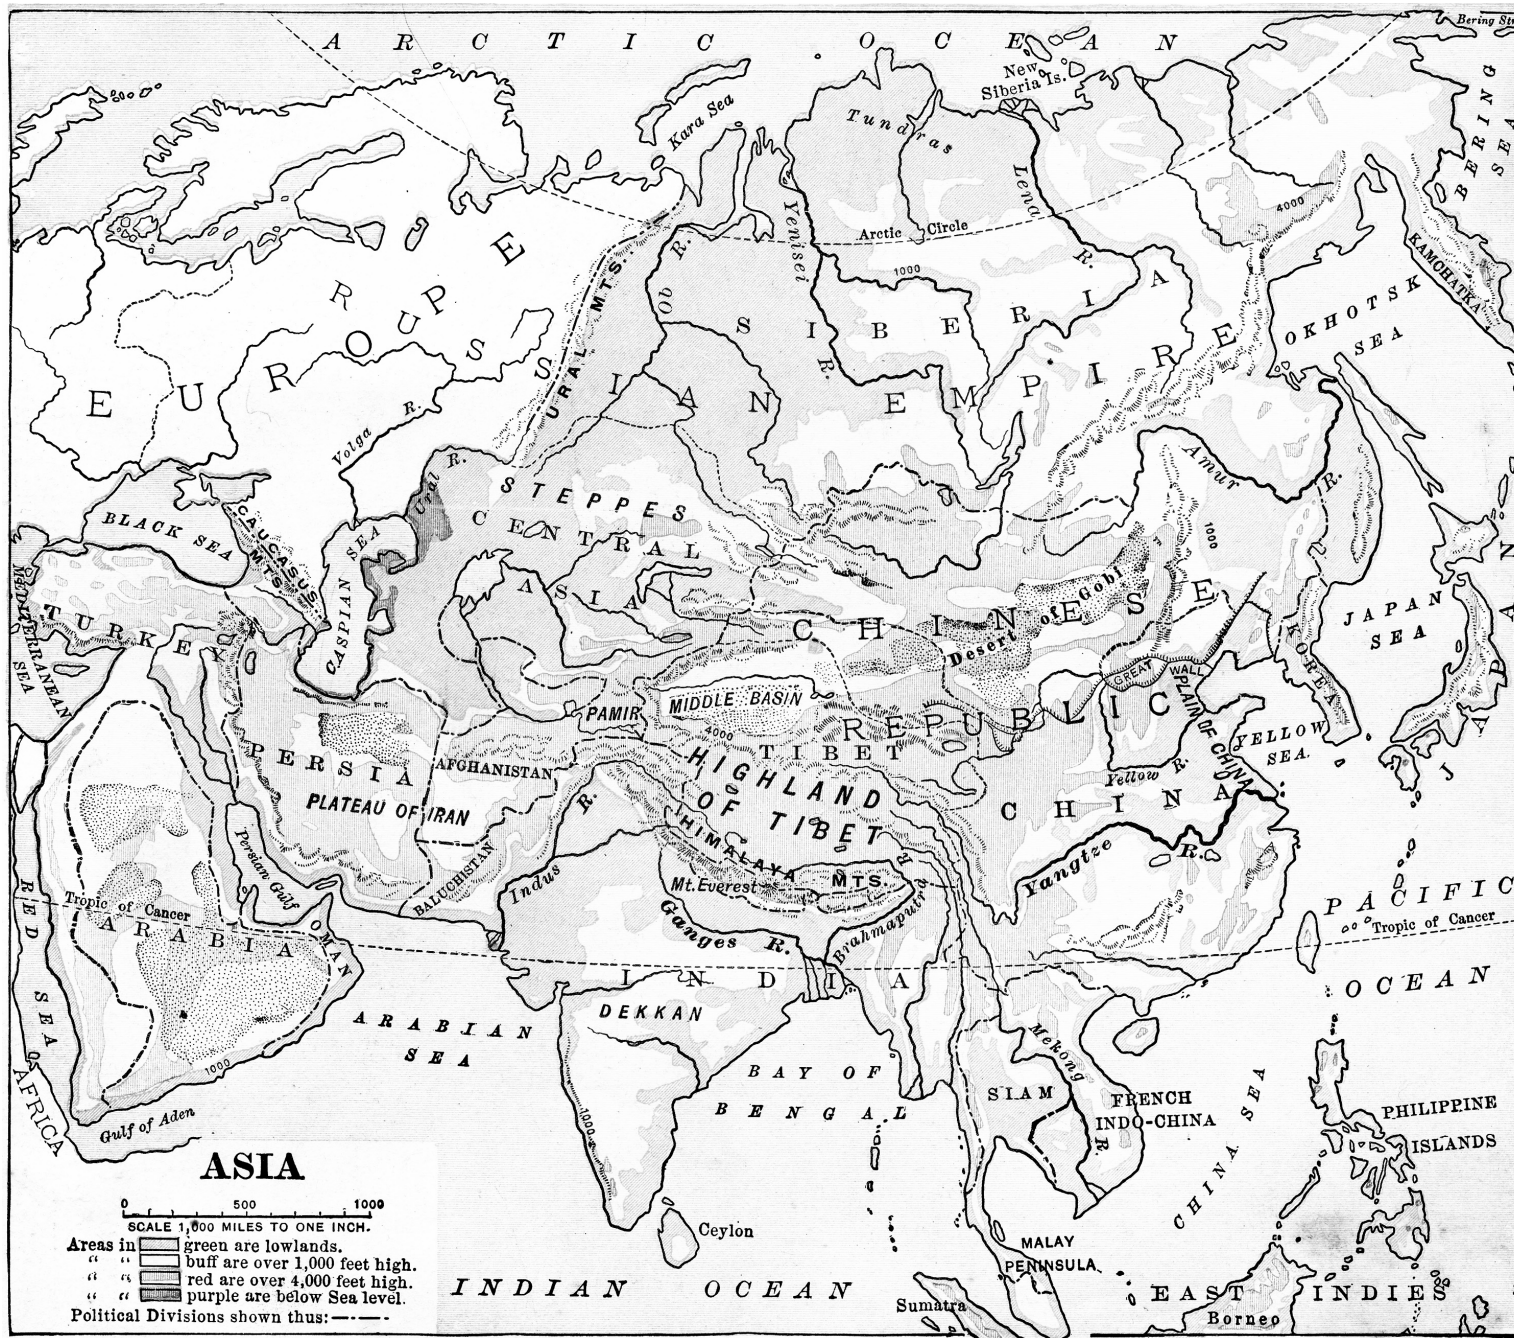 ARCTIC OCEAN
Bering Str
New
Siberia Is.
Kara Sea
Tundras
BERING
SEA
Lena
R.
Yenisei
R.
Arctic Circle
4000
1000
KAMCHATKA
Ob
R.
URAL MTS.
SIBERIA
OKHOTSK
SEA
EUROPE
RUSSIAN EMPIRE
Volga R.
Ural R.
Amur
R.
STEPPES
CENTRAL
ASIA
BLACK SEA
CAUCASUS
MTS.
CASPIAN SEA
1000
MEDITERRANEAN
SEA
TURKEY
CHINESE
REPUBLIC
Desert of Gobi
GREAT WALL
KOREA
JAPAN
SEA
JAPAN
PAMIR
MIDDLE BASIN
4000
TIBET
PLAIN OF CHINA
YELLOW
SEA.
PERSIA
AFGHANISTAN
PLATEAU OF IRAN
HIGHLAND
OF TIBET
Yellow R.
CHINA
Indus R.
BALUCHISTAN
HIMALAYA
MTS.
Mt. Everest
R.
Yangtze R.
Persian Gulf
Tropic of Cancer
ARABIA
OMAN
RED SEA
Ganges R.
Brahmaputra
PACIFIC
Tropic of Cancer
OCEAN
INDIA
DEKKAN
ARABIAN
SEA
1000
1000
BAY OF
BENGAL
Mekong
R.
SIAM
FRENCH
INDO-CHINA
CHINA SEA
PHILIPPINE
ISLANDS
AFRICA
Gulf of Aden
Ceylon
MALAY
PENINSULA.
INDIAN OCEAN
Sumatra
EAST INDIES
Borneo
ASIA
0 500 1000
SCALE 1,000 MILES TO ONE INCH.
Areas in green are lowlands.
“ “ buff are over 1,000 feet high.
“ “ red are over 4,000 feet high.
“ “ purple are below Sea level.
Political Divisions shown thus: